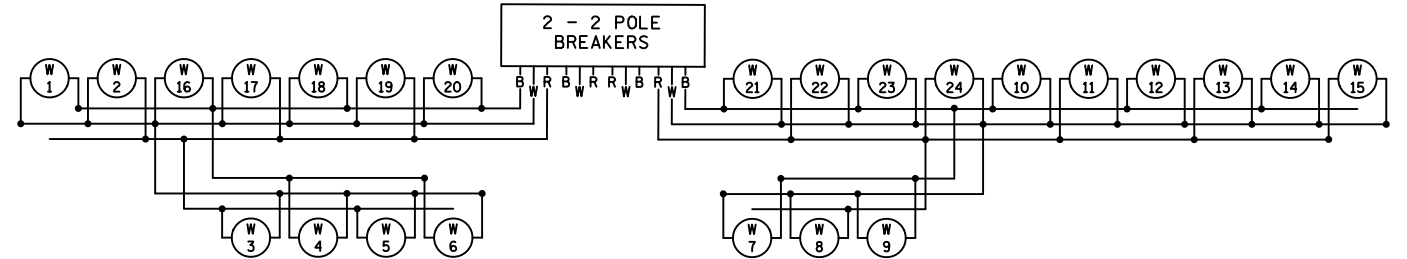 2 - 2 POLE
BREAKERS
W 1
W 2
W 16
W 17
W 18
W 19
W 20
B W R B W R R W B R W B
W 21
W 22
W 23
W 24
W 10
W 11
W 12
W 13
W 14
W 15
W 3
W 4
W 5
W 6
W 7
W 8
W 9